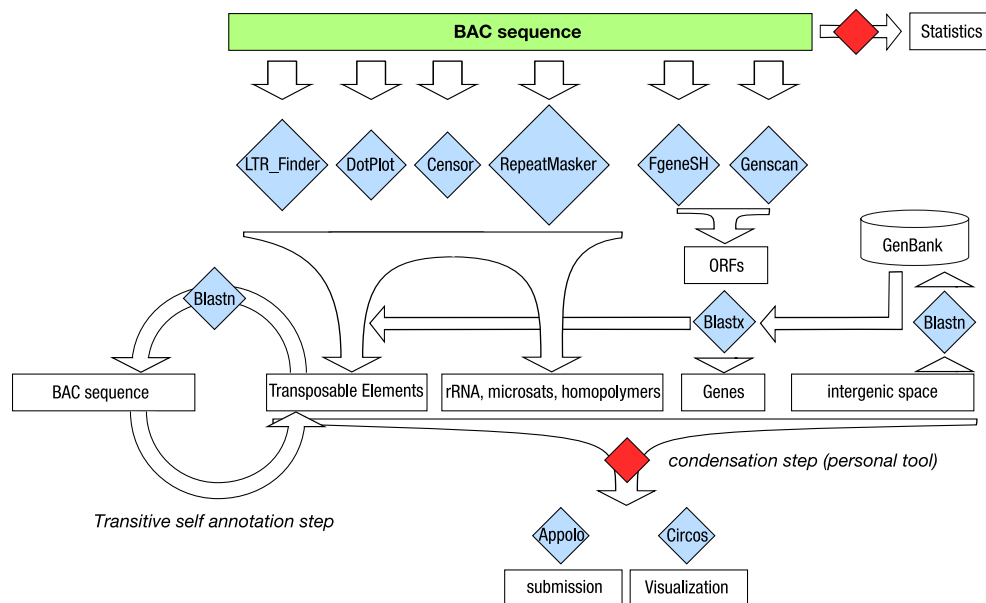 BAC sequence
Statistics
LTR_Finder
DotPlot
Censor
RepeatMasker
FgeneSH
Genscan
GenBank
ORFs
Blastn
Blastx
Blastn
BAC sequence
Transposable Elements
rRNA, microsats, homopolymers
Genes
intergenic space
condensation step (personal tool)
Transitive self annotation step
Appolo
Circos
submission
Visualization